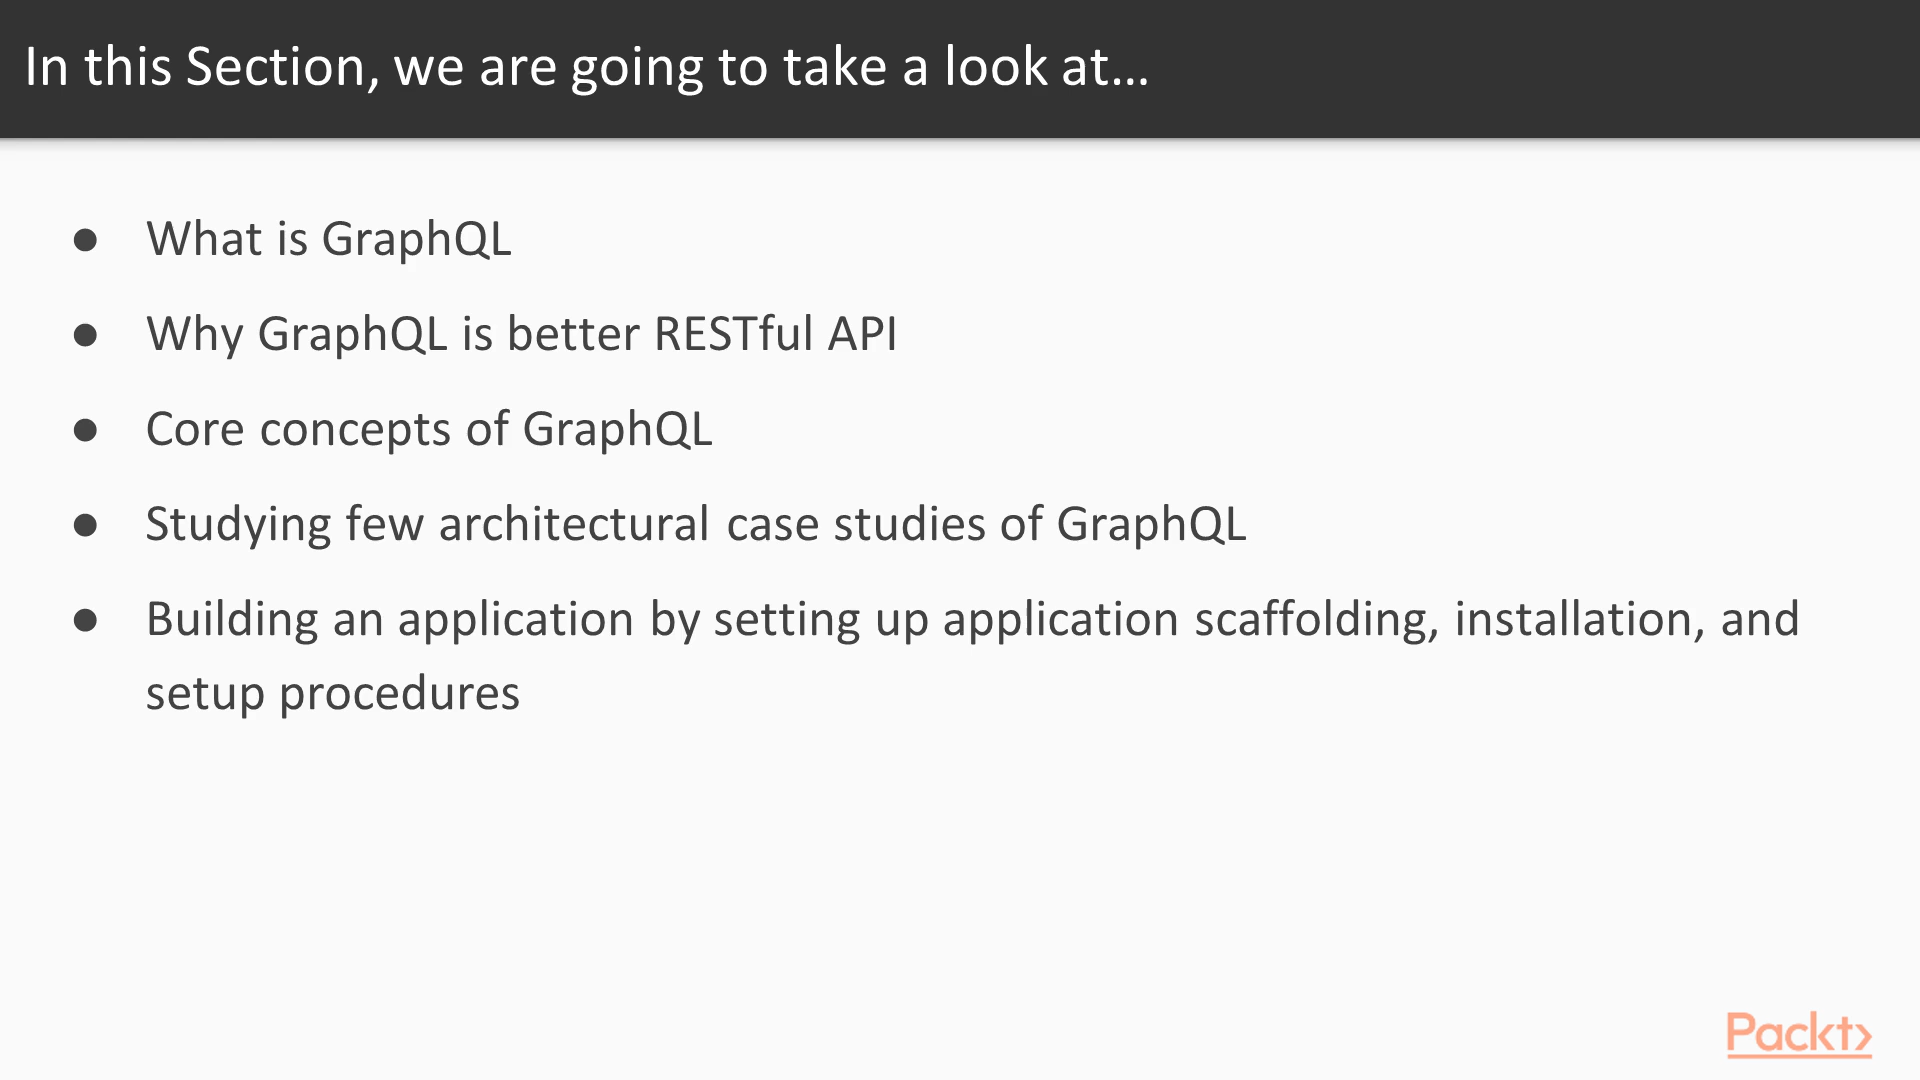 In this Section, we are going to take a look at...
● What is GraphQL
● Why GraphQL is better RESTful API
● Core concepts of GraphQL
● Studying few architectural case studies of GraphQL
● Building an application by setting up application scaffolding, installation, and
setup procedures
Packt>